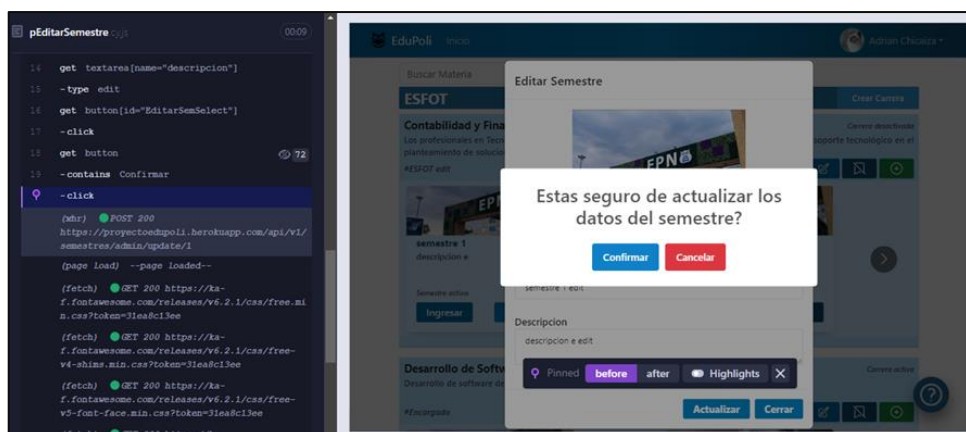 pEditarSemestre cy.js
00:09
14 get textarea[name="descripcion"]
15 -type edit
16 get button[id="EditarSemSelect"]
17 -click
18 get button 72
19 -contains Confirmar
-click
(xhr) POST 200
https://proyectoedupoli.herokuapp.com/api/v1/
semestres/admin/update/1
(page load) --page loaded--
(fetch) GET 200 https://ka-
f.fontawesome.com/releases/v6.2.1/css/free.mi
n.css?token=31ea8c13ee
(fetch) GET 200 https://ka-
f.fontawesome.com/releases/v6.2.1/css/free-
v4-shims.min.css?token=31ea8c13ee
(fetch) GET 200 https://ka-
f.fontawesome.com/releases/v6.2.1/css/free-
v5-font-face.min.css?token=31ea8c13ee
EduPoli Inicio
Adrian Chicaiza
Buscar Materia
ESFOT
Crear Carrera
Contabilidad y Fina
Carrera desactivada
Los profesionales en Tecn
oporte tecnológico en el
planteamiento de solucio
#ESFOT edit
EP
semestre 1
descripcion e
Semestre activo
Ingresar
Desarrollo de Softw
Carrera activa
Desarrollo de software de
#Encargado
Editar Semestre
EPN
Estas seguro de actualizar los
datos del semestre?
Confirmar Cancelar
semestre 1 edit
Descripcion
descripcion e edit
Pinned before after Highlights
Actualizar Cerrar